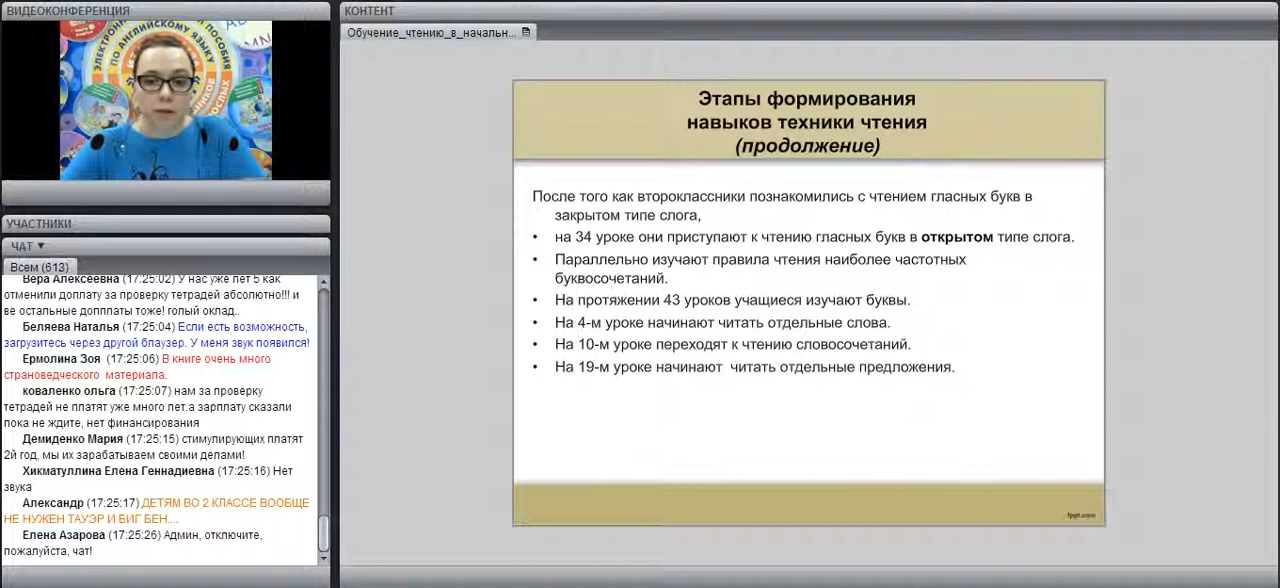 ВИДЕОКОНФЕРЕНЦИЯ
ЭЛЕКТРОННЫЕ
ПОСОБИЯ
ПО АНГЛИЙСКОМУ ЯЗЫКУ
УЧАСТНИКИ
ЧАТ ▼
Всем (613)
Вера Алексеевна (17:25:02) У нас уже лет 5 как
отменили доплату за проверку тетрадей абсолютно!!! и
ве остальные допплаты тоже! голый оклад..
Беляева Наталья (17:25:04) Если есть возможность,
загрузитесь через другой блаузер. У меня звук появился!
Ермолина Зоя (17:25:06) В книге очень много
страноведческого материала.
коваленко ольга (17:25:07) нам за проверку
тетрадей не платят уже много лет.а зарплату сказали
пока не ждите, нет финансирования
Демиденко Мария (17:25:15) стимулирующих платят
2й год, мы их зарабатываем своими делами!
Хикматуллина Елена Геннадиевна (17:25:16) Нет
звука
Александр (17:25:17) ДЕТЯМ ВО 2 КЛАССЕ ВООБЩЕ
НЕ НУЖЕН ТАУЭР И БИГ БЕН....
Елена Азарова (17:25:26) Админ, отключите,
пожалуйста, чат!
КОНТЕНТ
Обучение_чтению_в_начальн...
Этапы формирования
навыков техники чтения
(продолжение)
После того как второклассники познакомились с чтением гласных букв в
закрытом типе слога,
• на 34 уроке они приступают к чтению гласных букв в открытом типе слога.
• Параллельно изучают правила чтения наиболее частотных
буквосочетаний.
• На протяжении 43 уроков учащиеся изучают буквы.
• На 4-м уроке начинают читать отдельные слова.
• На 10-м уроке переходят к чтению словосочетаний.
• На 19-м уроке начинают читать отдельные предложения.
fppt.com